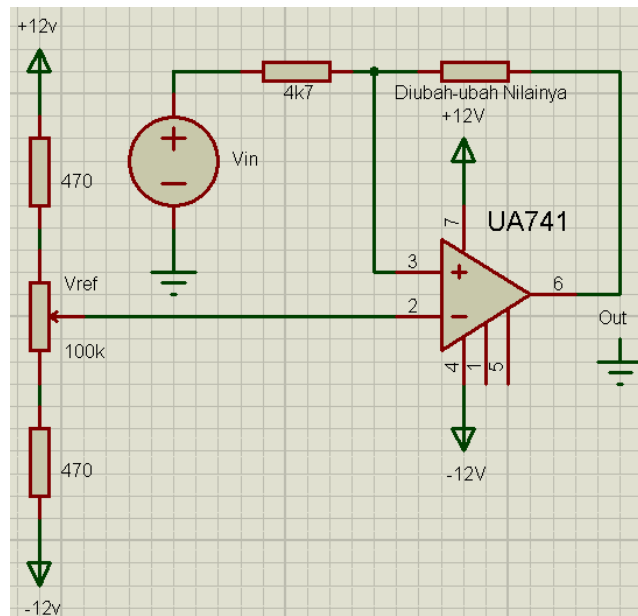 +12v
4k7
Diubah-ubah Nilainya
+12V
Vin
470
7
UA741
3
+
Vref
6
2
−
Out
100k
4
1
5
470
-12V
-12v